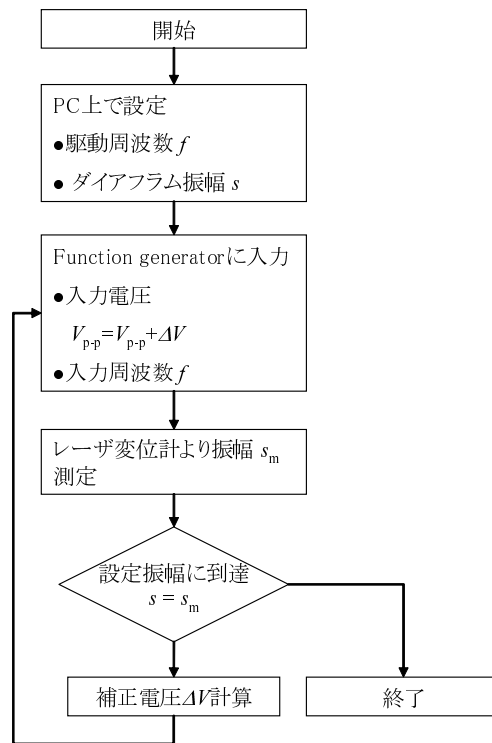 開始
PC上で設定
●駆動周波数 f
● ダイアフラム振幅 s
Function generatorに入力
●入力電圧
Vp-p=Vp-p+ΔV
●入力周波数 f
レーザ変位計より振幅 sm
測定
設定振幅に到達
s = sm
補正電圧ΔV計算
終了